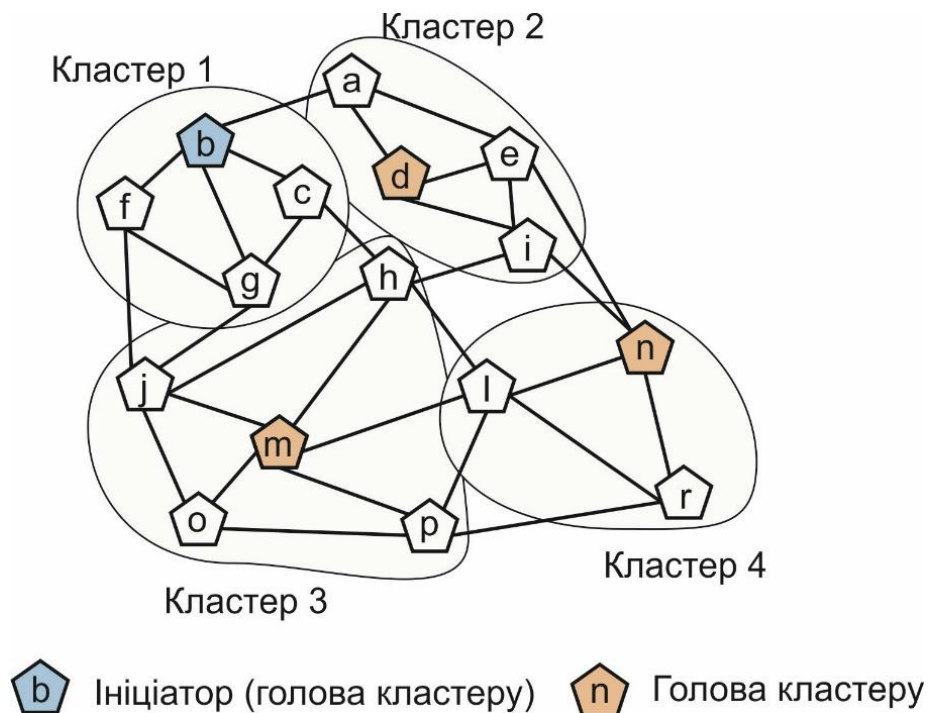 Кластер 2
Кластер 1
a
b
e
d
c
f
i
g
h
n
j
l
m
r
o
p
Кластер 4
Кластер 3
b Ініціатор (голова кластеру)
n Голова кластеру